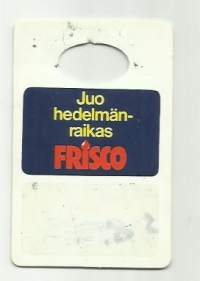 Juo
hedelmän-
raikas
FRISCO